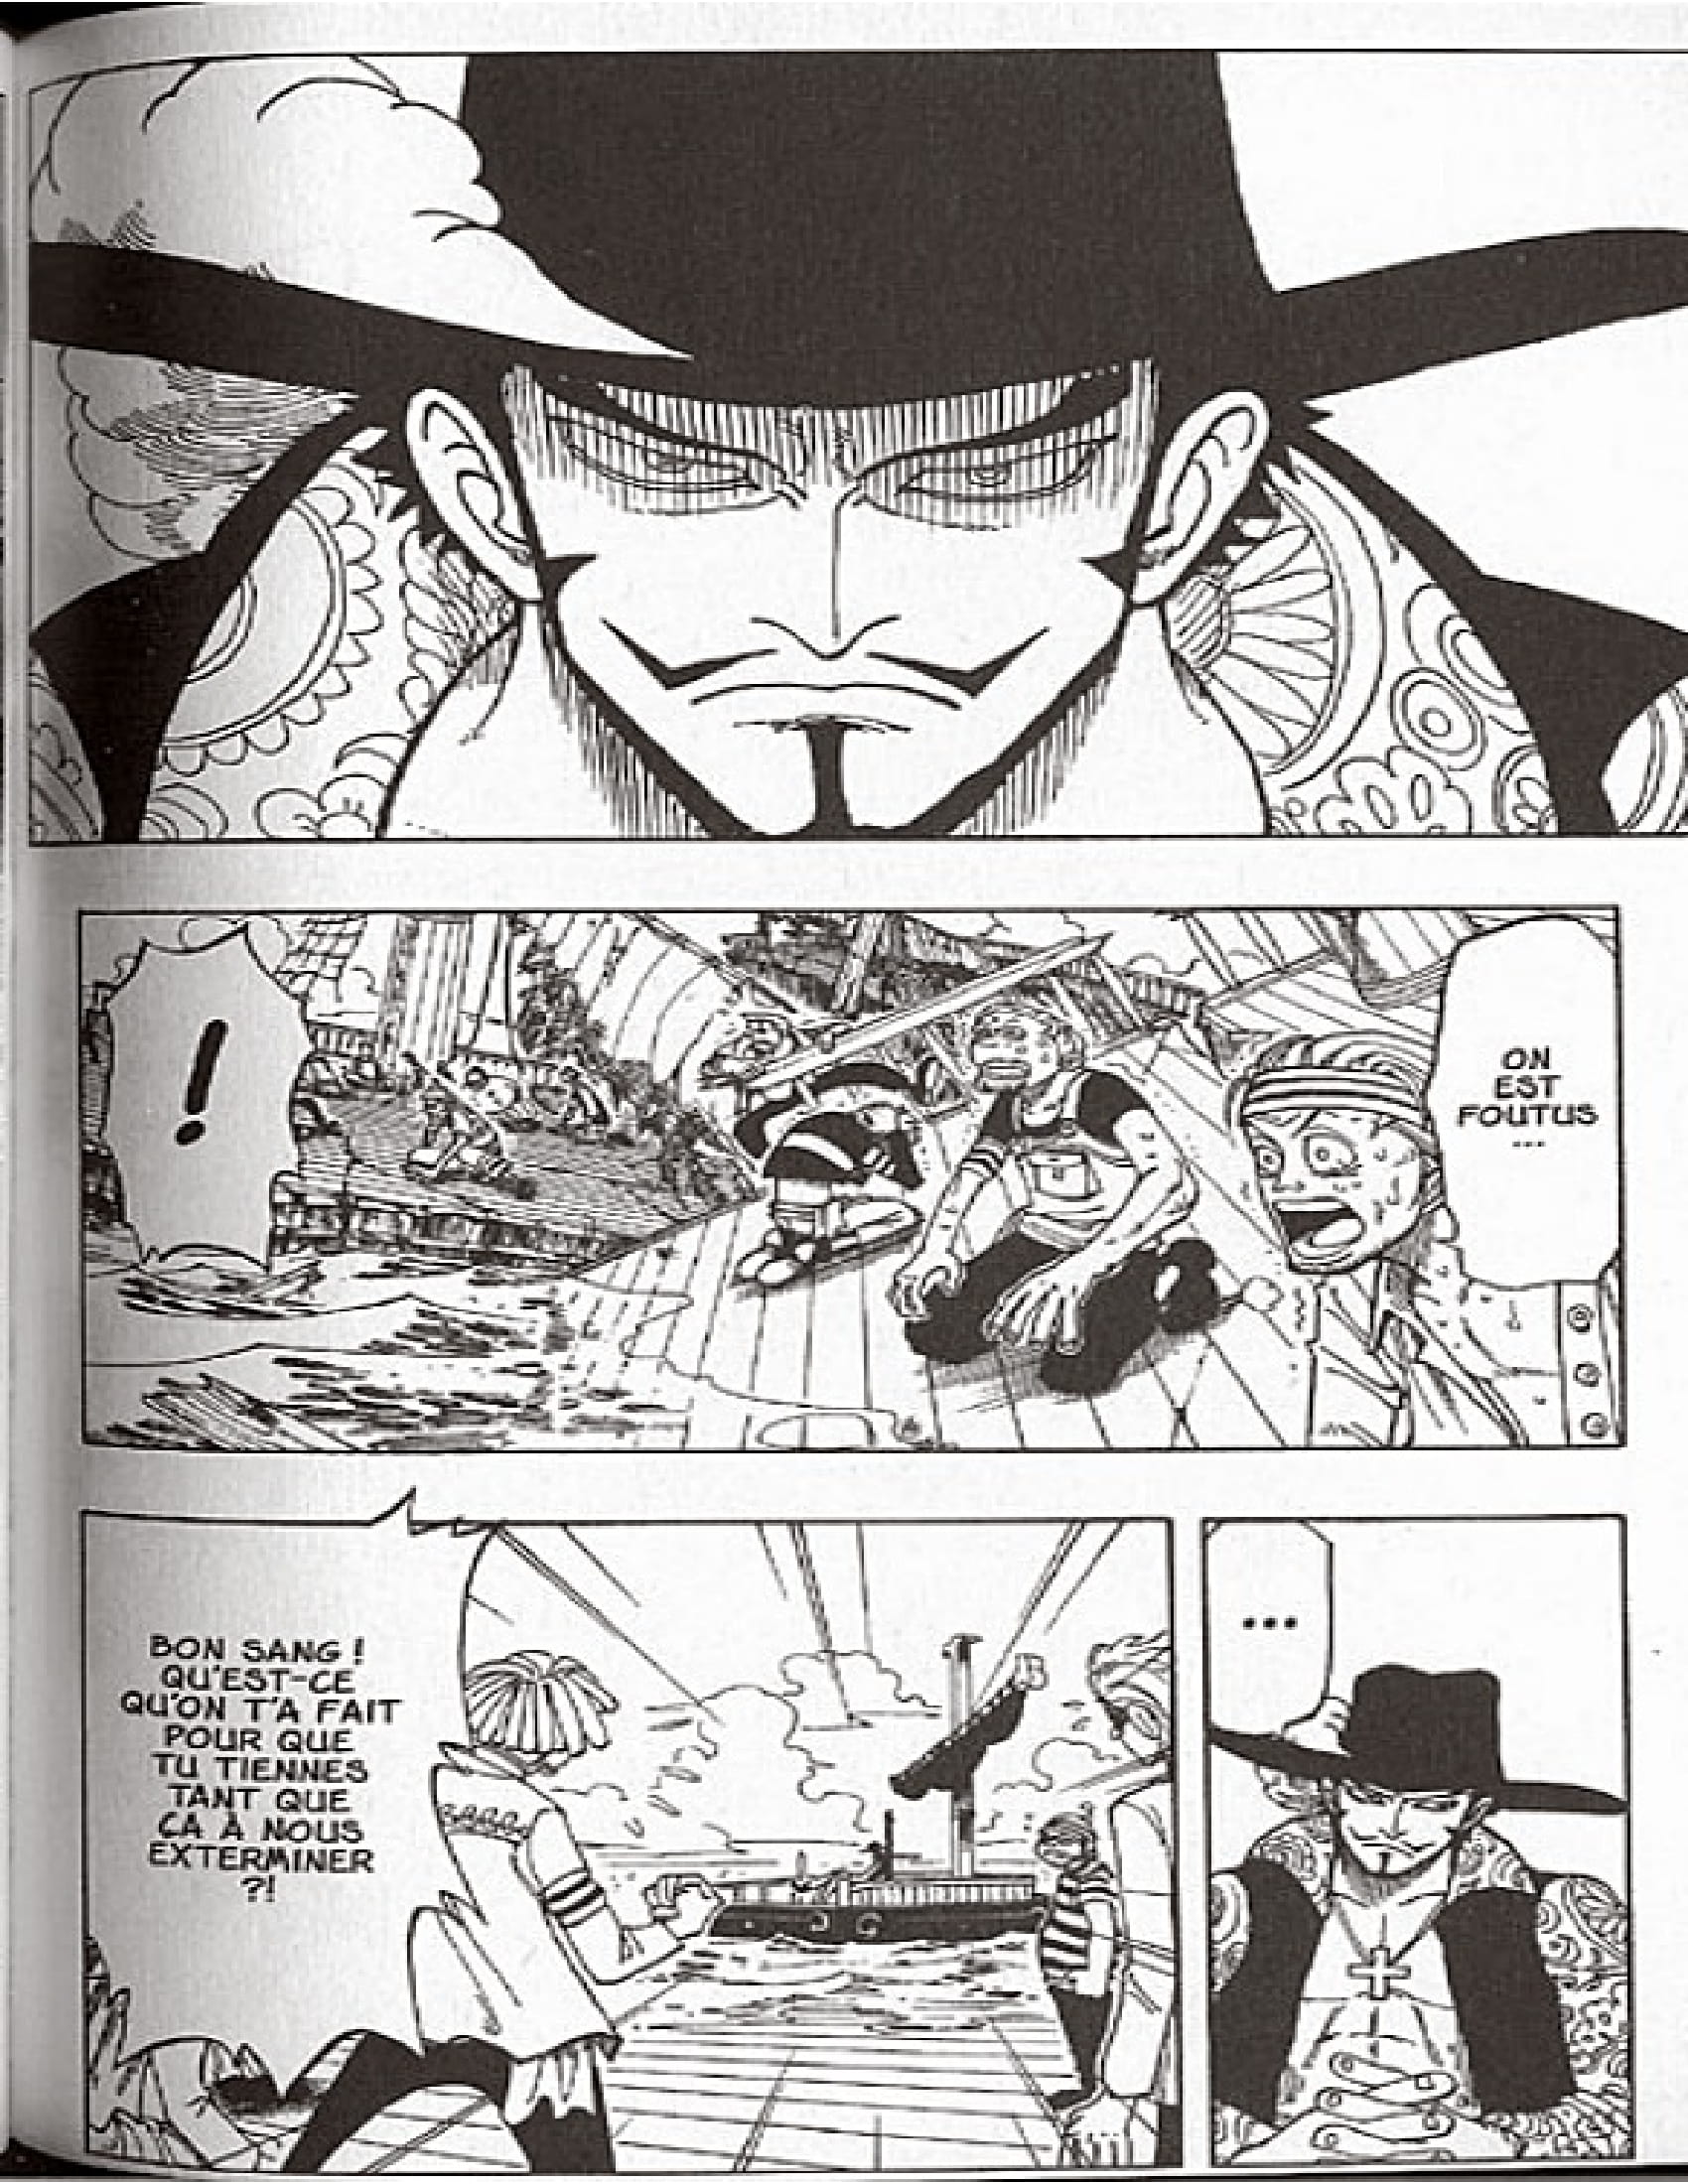 ON
EST
FOUTUS
...
!
...
BON SANG !
QU'EST-CE
QU'ON T'A FAIT
POUR QUE
TU TIENNES
TANT QUE
ÇA À NOUS
EXTERMINER
?!